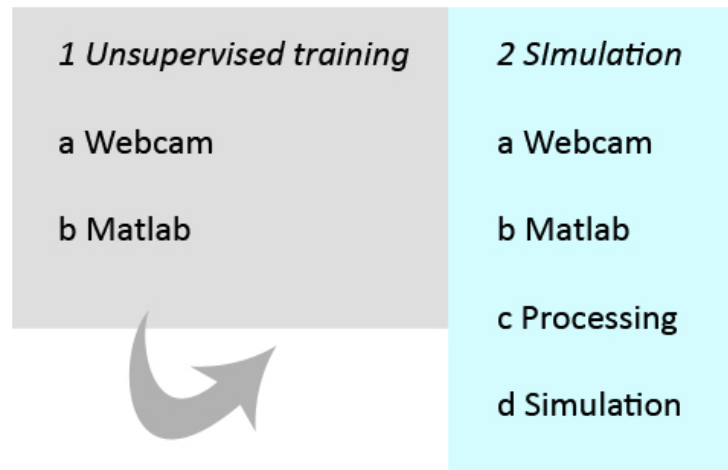 1 Unsupervised training
a Webcam
b Matlab
2 SImulation
a Webcam
b Matlab
c Processing
d Simulation